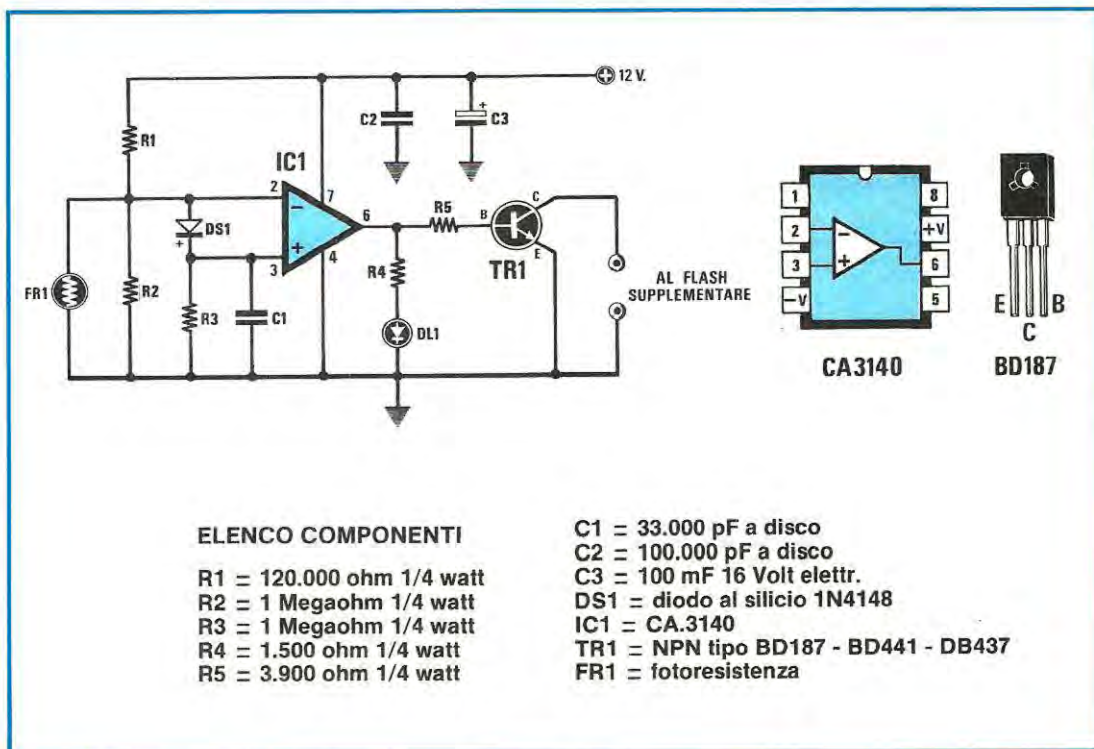 12 V.
R1
C2
+
C3
IC1
2
7
R5
C
B
DS1
6
E
+
3
4
R4
TR1
AL FLASH
SUPPLEMENTARE
FR1
R2
R3
C1
DL1
1
8
2
+V
3
6
-V
5
CA3140
E
B
C
BD187
ELENCO COMPONENTI
R1 = 120.000 ohm 1/4 watt
R2 = 1 Megaohm 1/4 watt
R3 = 1 Megaohm 1/4 watt
R4 = 1.500 ohm 1/4 watt
R5 = 3.900 ohm 1/4 watt
C1 = 33.000 pF a disco
C2 = 100.000 pF a disco
C3 = 100 mF 16 Volt elettr.
DS1 = diodo al silicio 1N4148
IC1 = CA.3140
TR1 = NPN tipo BD187 - BD441 - DB437
FR1 = fotoresistenza